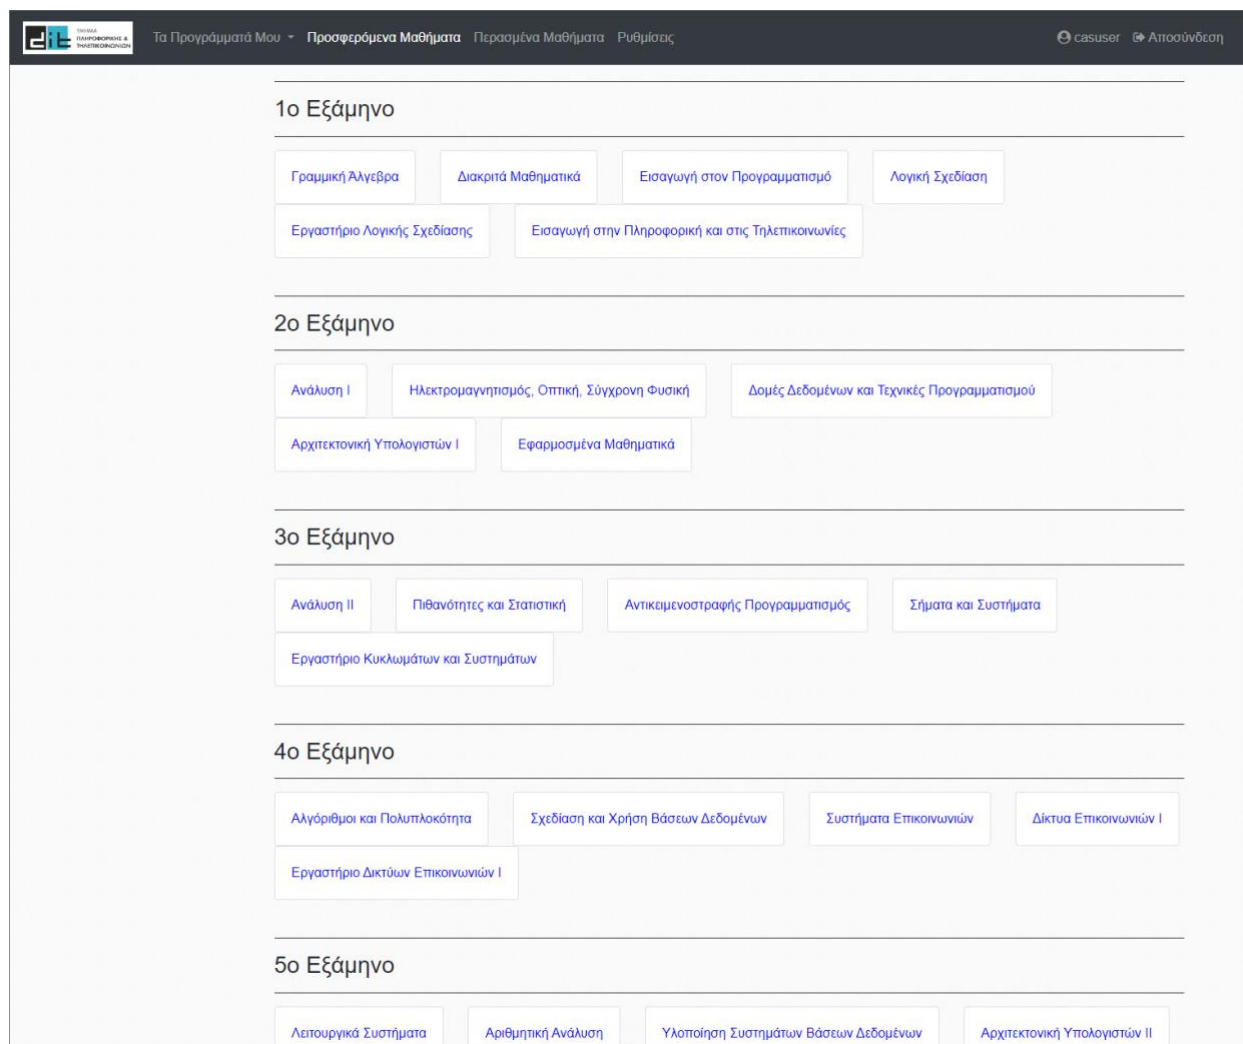 dit ΤΜΗΜΑ
ΠΛΗΡΟΦΟΡΙΚΗΣ &
ΤΗΛΕΠΙΚΟΙΝΩΝΙΩΝ
Τα Προγράμματά Μου Προσφερόμενα Μαθήματα Περασμένα Μαθήματα Ρυθμίσεις casuser Αποσύνδεση
1ο Εξάμηνο
Γραμμική Άλγεβρα Διακριτά Μαθηματικά Εισαγωγή στον Προγραμματισμό Λογική Σχεδίαση
Εργαστήριο Λογικής Σχεδίασης Εισαγωγή στην Πληροφορική και στις Τηλεπικοινωνίες
2ο Εξάμηνο
Ανάλυση Ι Ηλεκτρομαγνητισμός, Οπτική, Σύγχρονη Φυσική Δομές Δεδομένων και Τεχνικές Προγραμματισμού
Αρχιτεκτονική Υπολογιστών Ι Εφαρμοσμένα Μαθηματικά
3ο Εξάμηνο
Ανάλυση ΙΙ Πιθανότητες και Στατιστική Αντικειμενοστραφής Προγραμματισμός Σήματα και Συστήματα
Εργαστήριο Κυκλωμάτων και Συστημάτων
4ο Εξάμηνο
Αλγόριθμοι και Πολυπλοκότητα Σχεδίαση και Χρήση Βάσεων Δεδομένων Συστήματα Επικοινωνιών Δίκτυα Επικοινωνιών Ι
Εργαστήριο Δικτύων Επικοινωνιών Ι
5ο Εξάμηνο
Λειτουργικά Συστήματα Αριθμητική Ανάλυση Υλοποίηση Συστημάτων Βάσεων Δεδομένων Αρχιτεκτονική Υπολογιστών ΙΙ